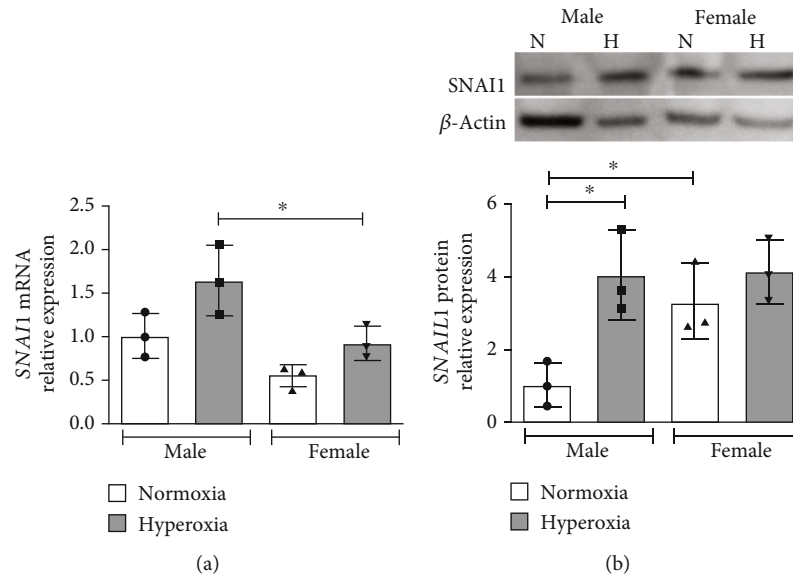 Male Female
N H N H
SNAI1
β-Actin
*
2.5
2.0
1.5
1.0
0.5
0.0
SNAI1 mRNA
relative expression
Male Female
Normoxia
Hyperoxia
(a)
*
*
6
4
2
0
SNAIL1 protein
relative expression
Male Female
Normoxia
Hyperoxia
(b)